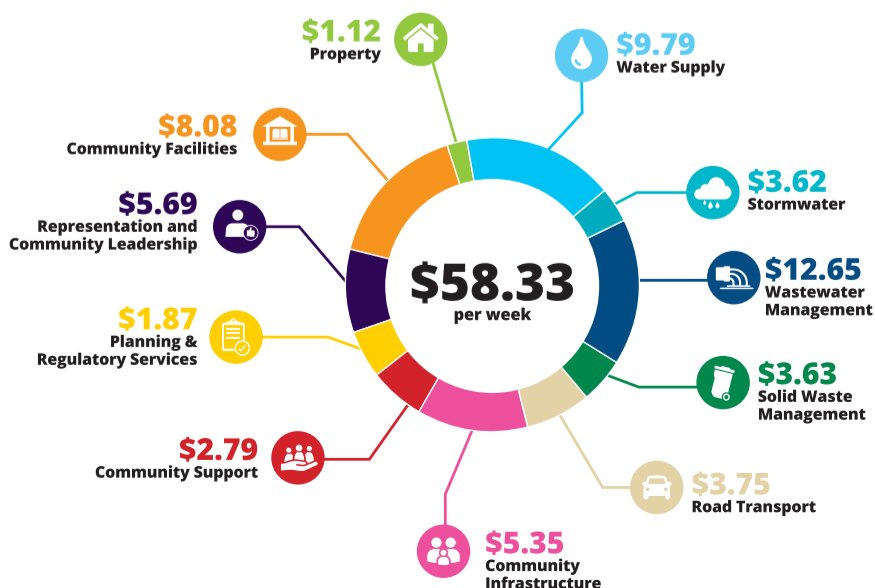 $1.12
Property
$9.79
Water Supply
$8.08
Community Facilities
$3.62
Stormwater
$5.69
Representation and
Community Leadership
$58.33
per week
$12.65
Wastewater
Management
$1.87
Planning &
Regulatory Services
$3.63
Solid Waste
Management
$2.79
Community Support
$3.75
Road Transport
$5.35
Community
Infrastructure